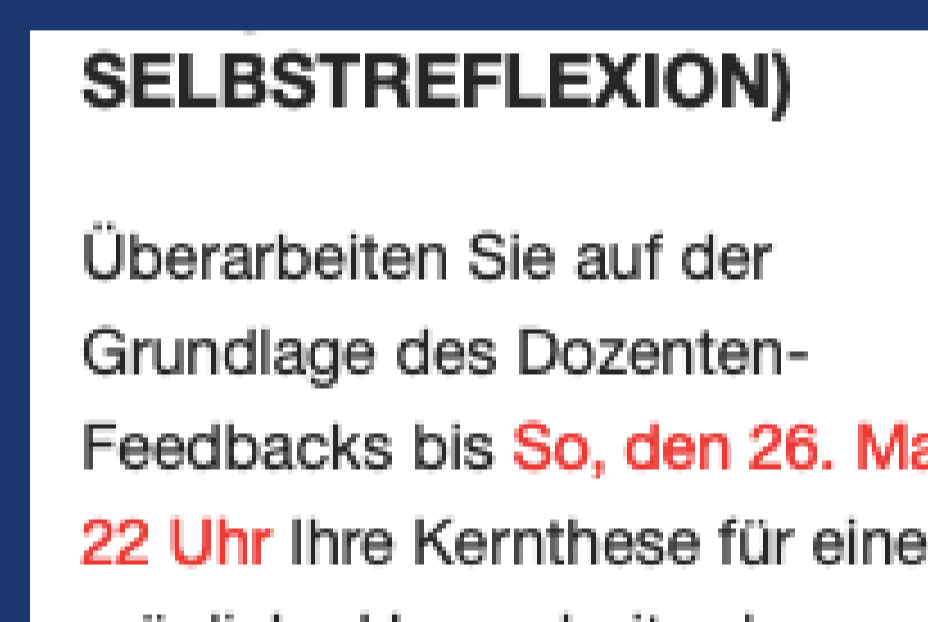 SELBSTREFLEXION)
Überarbeiten Sie auf der
Grundlage des Dozenten-
Feedbacks bis So, den 26.
22 Uhr Ihre Kernthese für eine